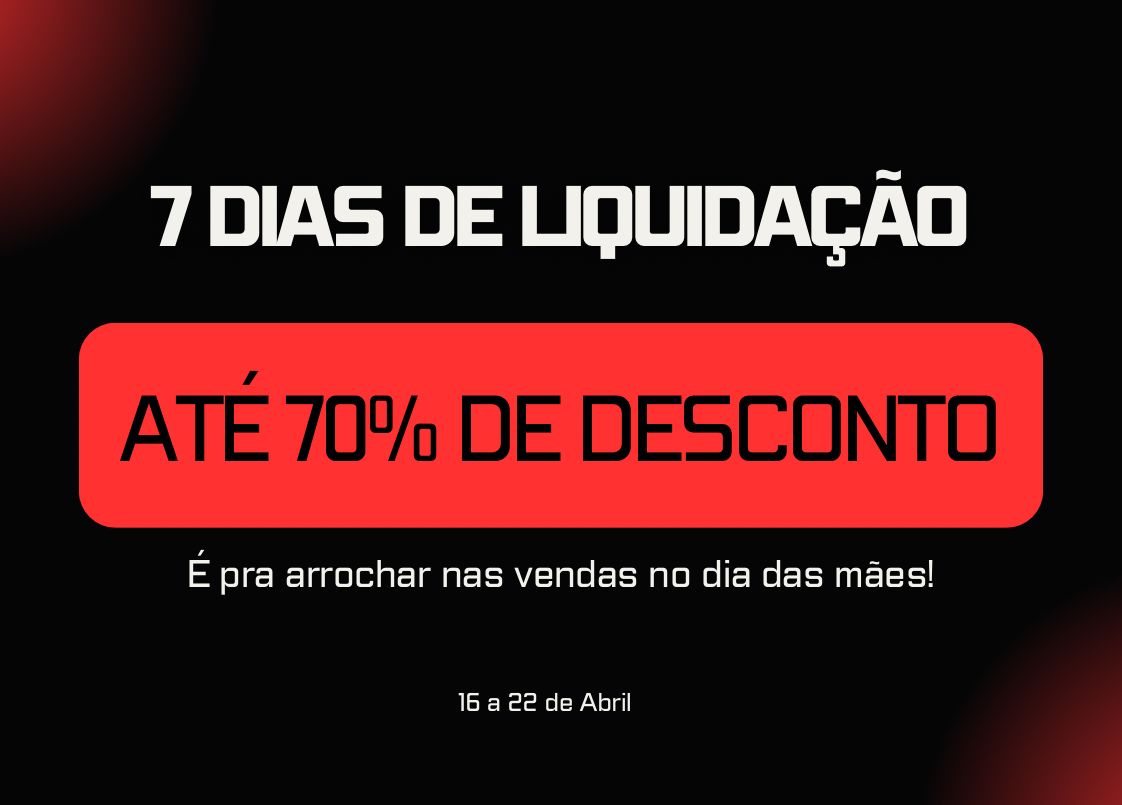 7 DIAS DE LIQUIDAÇÃO
ATÉ 70% DE DESCONTO
É pra arrochar nas vendas no dia das mães!
16 a 22 de Abril